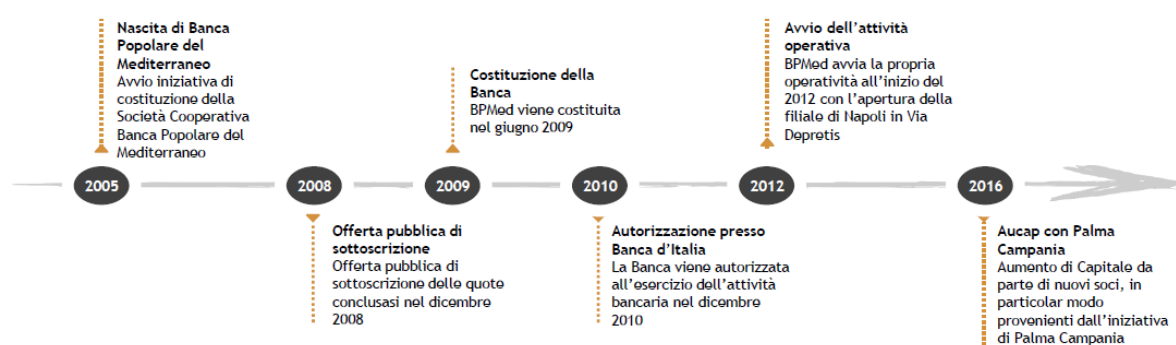 Nascita di Banca
Popolare del
Mediterraneo
Avvio iniziativa di
costituzione della
Società Cooperativa
Banca Popolare del
Mediterraneo
Costituzione della
Banca
BPMed viene costituita
nel giugno 2009
Avvio dell'attività
operativa
BPMed avvia la propria
operatività all'inizio del
2012 con l'apertura della
filiale di Napoli in Via
Depretis
2005
2008
2009
2010
2012
2016
Offerta pubblica di
sottoscrizione
Offerta pubblica di
sottoscrizione delle quote
conclusasi nel dicembre
2008
Autorizzazione presso
Banca d'Italia
La Banca viene autorizzata
all'esercizio dell'attività
bancaria nel dicembre
2010
Aucap con Palma
Campania
Aumento di Capitale da
parte di nuovi soci, in
particolar modo
provenienti dall'iniziativa
di Palma Campania